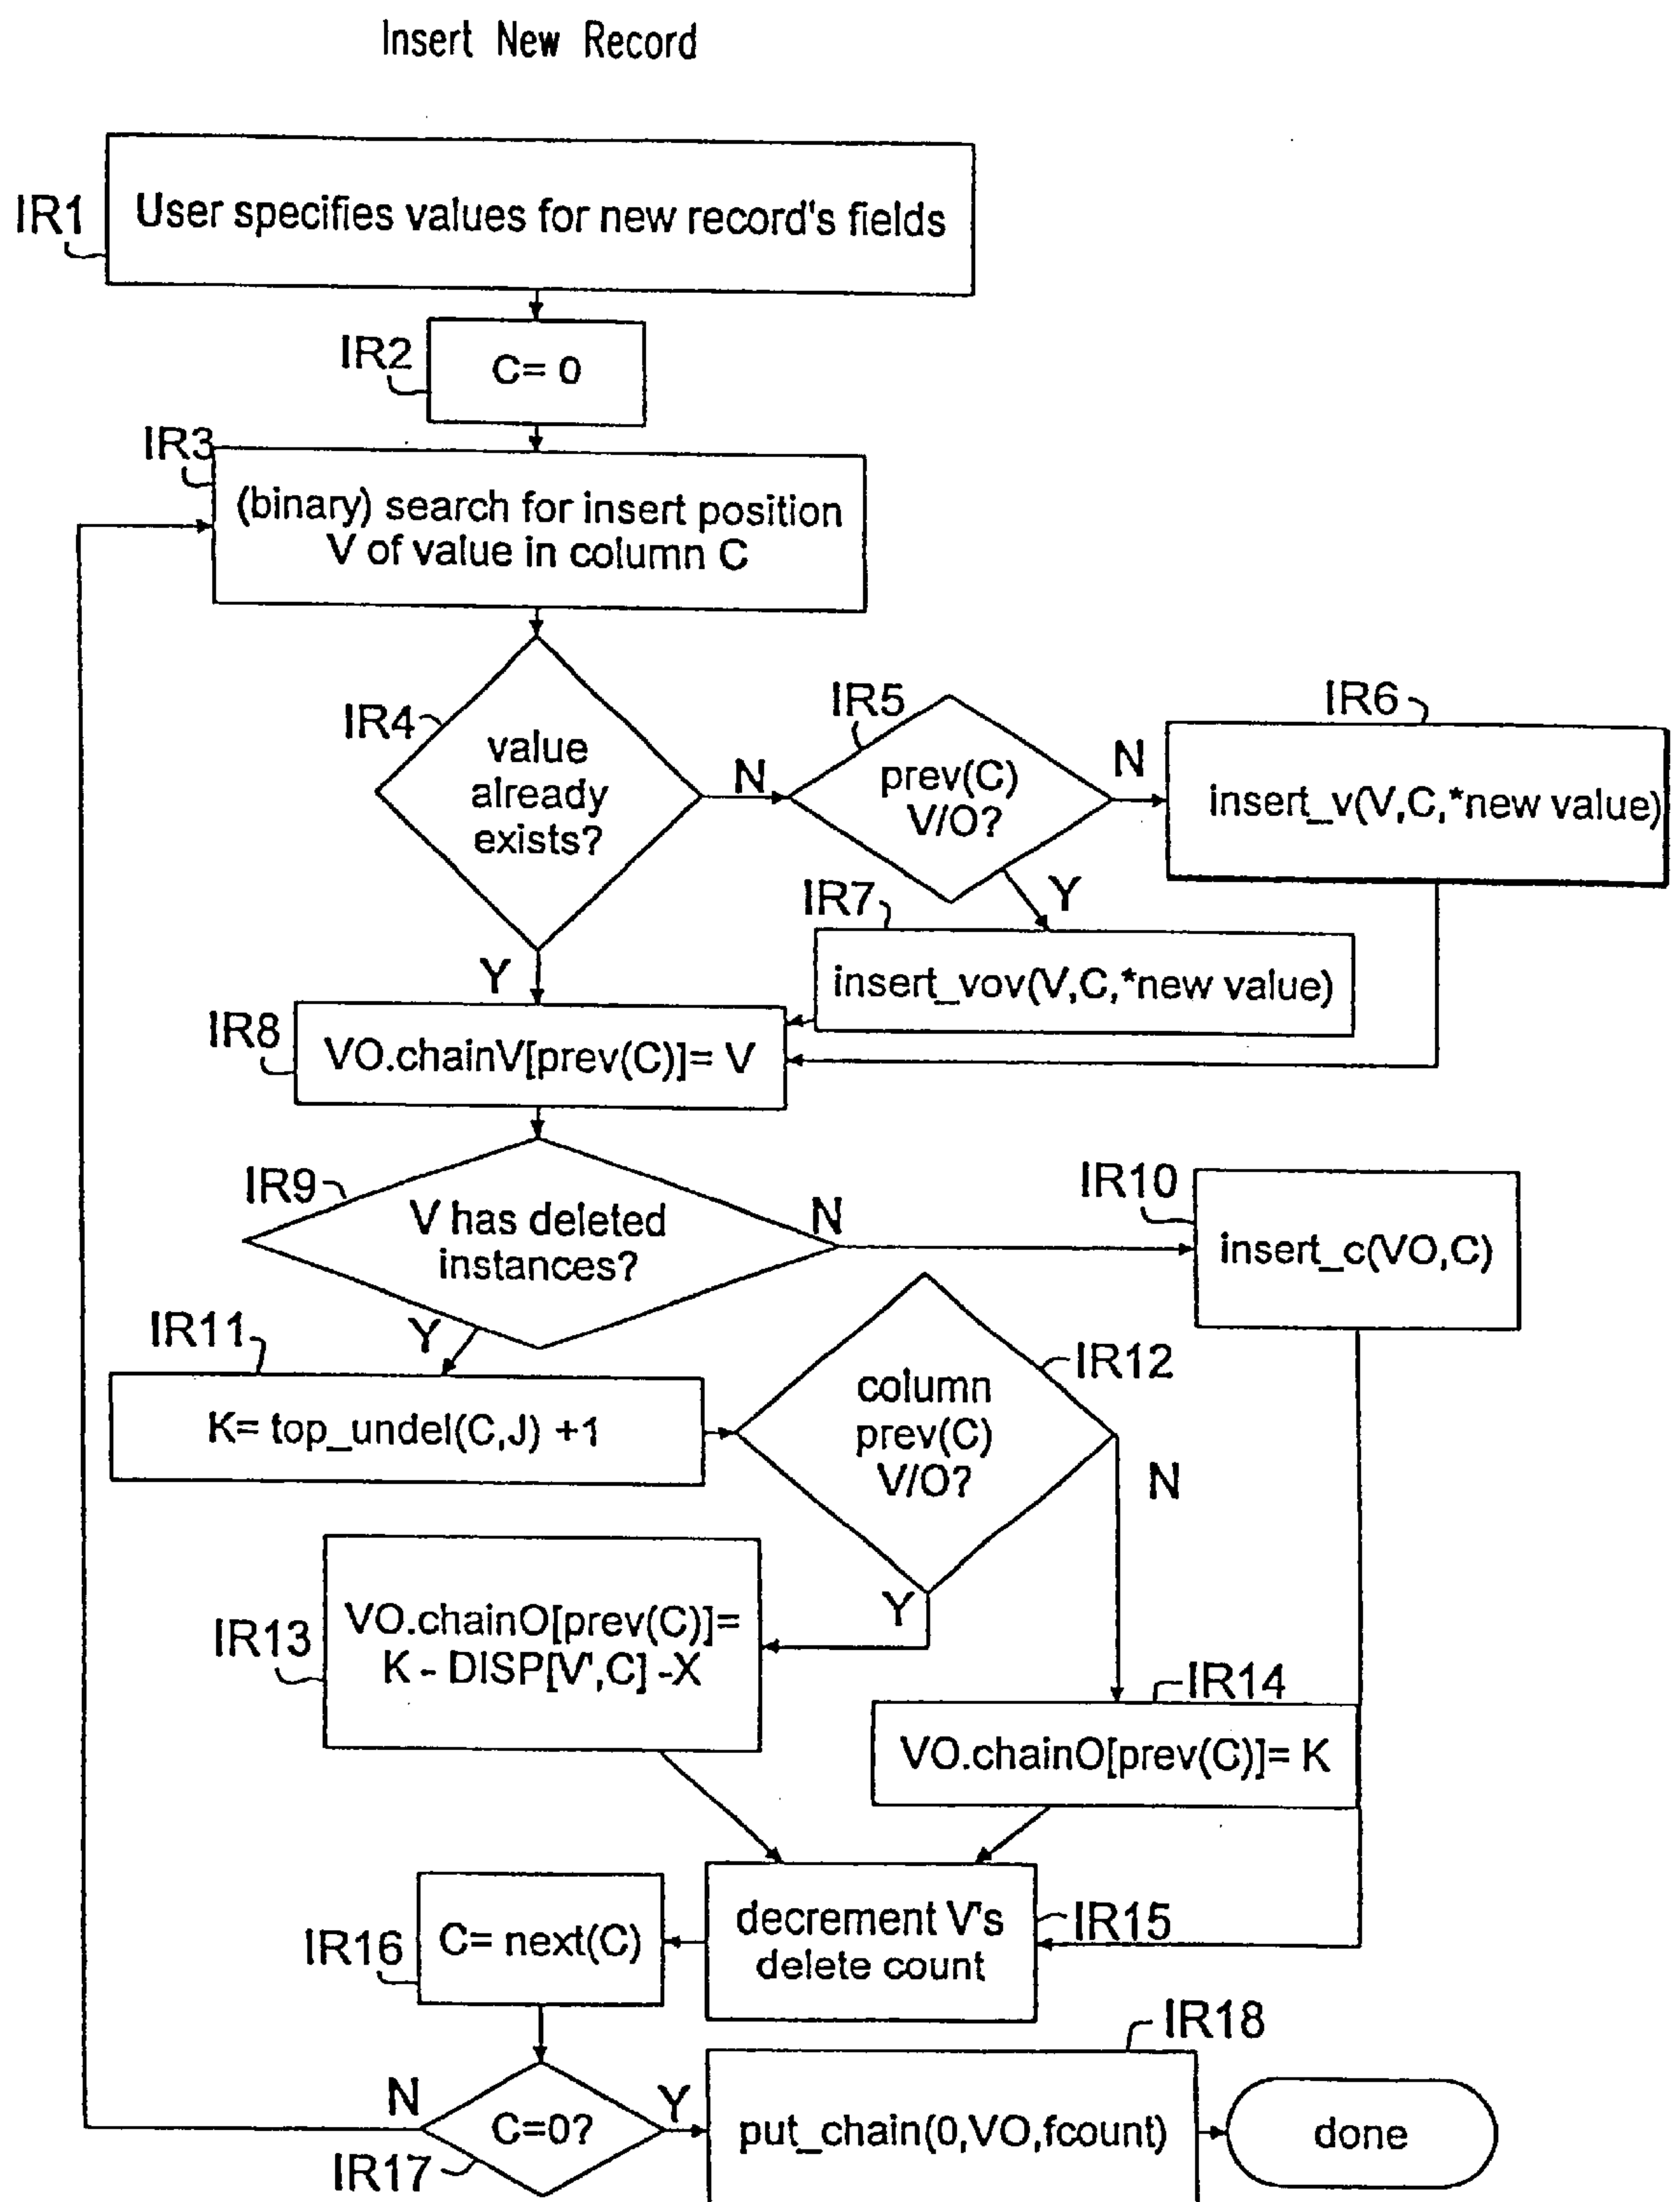 Insert New Record
IR1
User specifies values for new record's fields
IR2
C= 0
IR3
(binary) search for insert position
V of value in column C
IR4
value
already
exists?
N
Y
IR5
prev(C)
V/O?
N
Y
IR6
insert_v(V,C,*new value)
IR7
insert_vov(V,C,*new value)
IR8
VO.chainV[prev(C)]= V
IR9
V has deleted
instances?
N
Y
IR10
insert_c(VO,C)
IR11
K= top_undel(C,J) +1
IR12
column
prev(C)
V/O?
N
Y
IR13
VO.chainO[prev(C)]=
K - DISP[V',C] -X
IR14
VO.chainO[prev(C)]= K
IR15
decrement V's
delete count
IR16
C= next(C)
IR17
C=0?
N
Y
IR18
put_chain(0,VO,fcount)
done